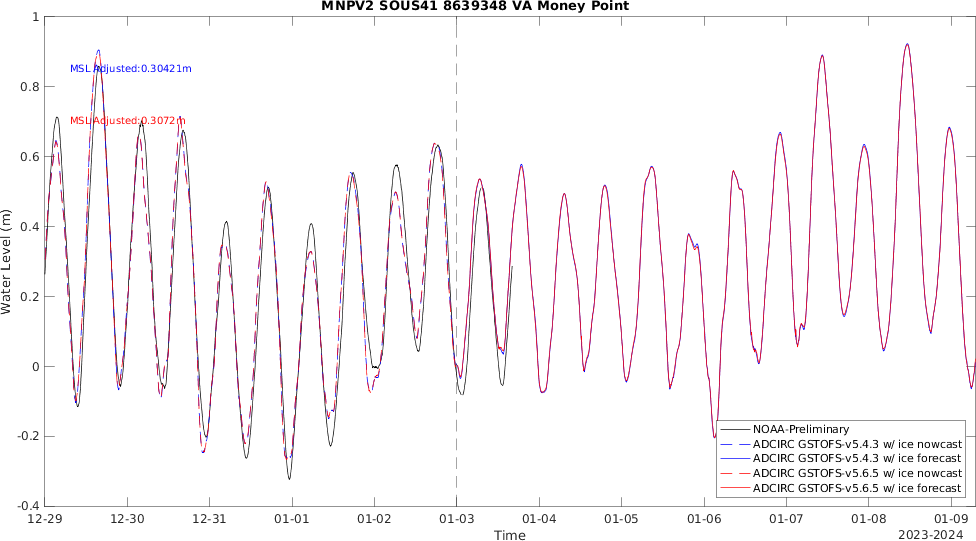 MNPV2 SOUS41 8639348 VA Money Point
1
0.8
0.6
0.4
0.2
0
-0.2
-0.4
Water Level (m)
MSL Adjusted:0.30421m
MSL Adjusted:0.3072m
NOAA-Preliminary
ADCIRC GSTOFS-v5.4.3 w/ ice nowcast
ADCIRC GSTOFS-v5.4.3 w/ ice forecast
ADCIRC GSTOFS-v5.6.5 w/ ice nowcast
ADCIRC GSTOFS-v5.6.5 w/ ice forecast
12-29 12-30 12-31 01-01 01-02 01-03 01-04 01-05 01-06 01-07 01-08 01-09
Time
2023-2024